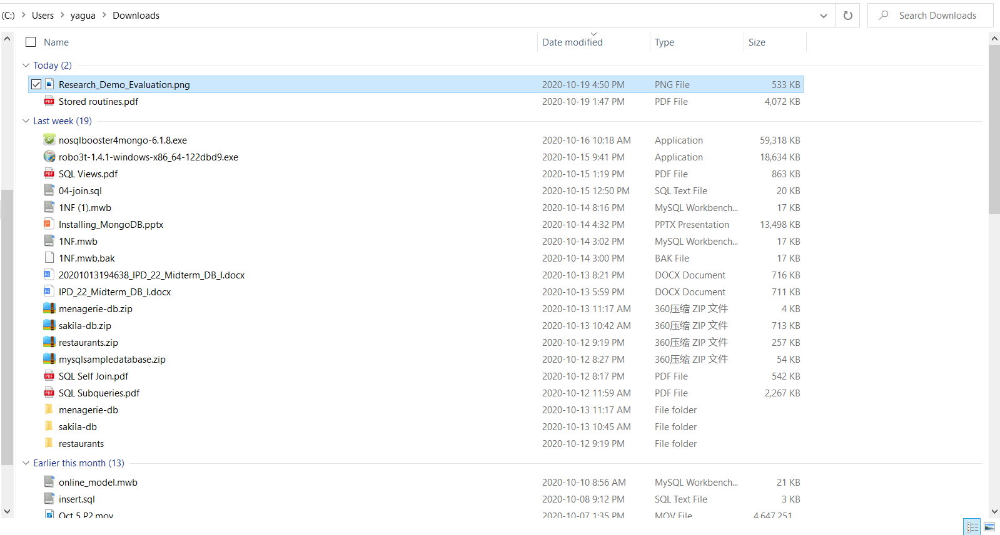 (C:) > Users > yagua > Downloads Search Downloads
Name Date modified Type Size
Today (2)
Research_Demo_Evaluation.png 2020-10-19 4:50 PM PNG File 533 KB
Stored routines.pdf 2020-10-19 1:47 PM PDF File 4,072 KB
Last week (19)
nosqlbooster4mongo-6.1.8.exe 2020-10-16 10:18 AM Application 59,318 KB
robo3t-1.4.1-windows-x86_64-122dbd9.exe 2020-10-15 9:41 PM Application 18,634 KB
SQL Views.pdf 2020-10-15 1:19 PM PDF File 863 KB
04-join.sql 2020-10-15 12:50 PM SQL Text File 20 KB
1NF (1).mwb 2020-10-14 8:16 PM MySQL Workbench... 17 KB
Installing_MongoDB.pptx 2020-10-14 4:32 PM PPTX Presentation 13,498 KB
1NF.mwb 2020-10-14 3:02 PM MySQL Workbench... 17 KB
1NF.mwb.bak 2020-10-14 3:00 PM BAK File 17 KB
20201013194638_IPD_22_Midterm_DB_I.docx 2020-10-13 8:21 PM DOCX Document 716 KB
IPD_22_Midterm_DB_I.docx 2020-10-13 5:59 PM DOCX Document 711 KB
menagerie-db.zip 2020-10-13 11:17 AM 360压缩 ZIP 文件 4 KB
sakila-db.zip 2020-10-13 10:42 AM 360压缩 ZIP 文件 713 KB
restaurants.zip 2020-10-12 9:19 PM 360压缩 ZIP 文件 257 KB
mysqlsampledatabase.zip 2020-10-12 8:27 PM 360压缩 ZIP 文件 54 KB
SQL Self Join.pdf 2020-10-12 8:17 PM PDF File 542 KB
SQL Subqueries.pdf 2020-10-12 11:59 AM PDF File 2,267 KB
menagerie-db 2020-10-13 11:17 AM File folder
sakila-db 2020-10-13 10:45 AM File folder
restaurants 2020-10-12 9:19 PM File folder
Earlier this month (13)
online_model.mwb 2020-10-10 8:56 AM MySQL Workbench... 21 KB
insert.sql 2020-10-08 9:12 PM SQL Text File 3 KB
Oct 5 P2.mov 2020-10-07 1:35 PM MOV File 4,647,251